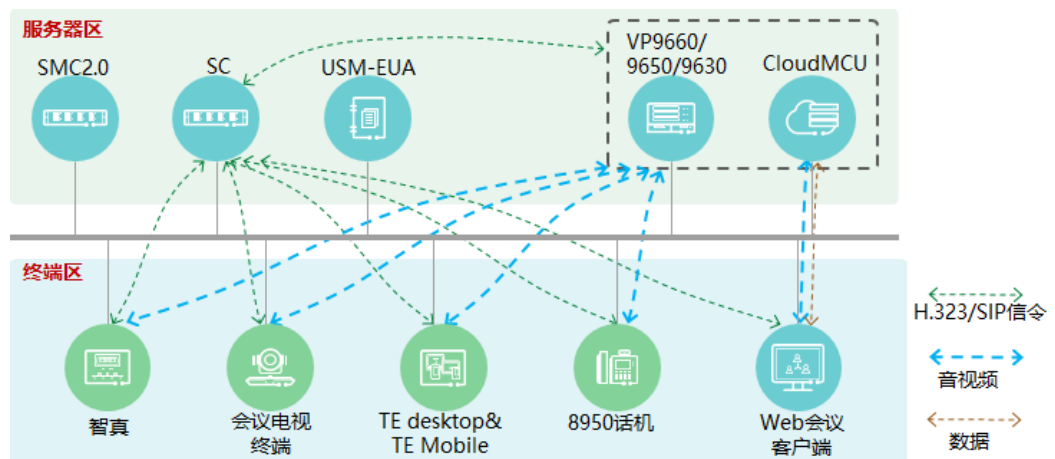 服务器区
SMC2.0
SC
USM-EUA
VP9660/
9650/9630
CloudMCU
终端区
智真
会议电视
终端
TE desktop&
TE Mobile
8950话机
Web会议
客户端
H.323/SIP信令
音视频
数据